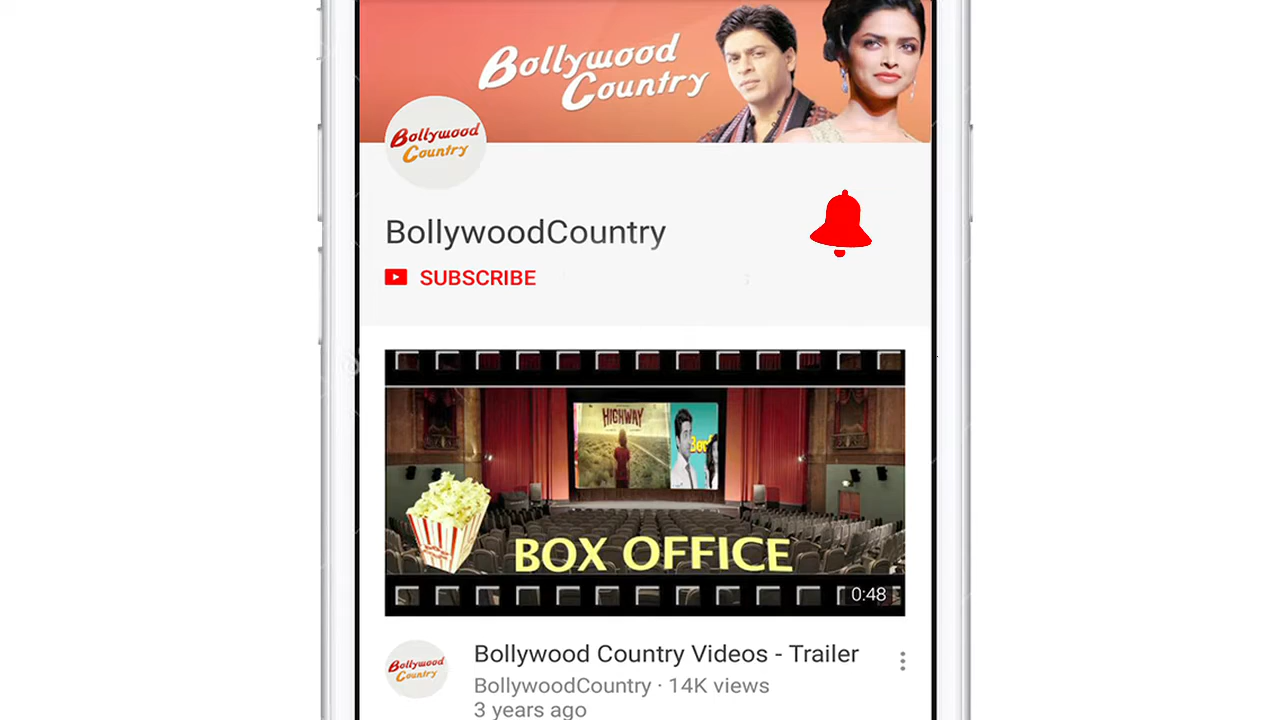 Bollywood
Country
Bollywood
Country
BollywoodCountry
SUBSCRIBE
HIGHWAY
BOX OFFICE
0:48
Bollywood
Country
Bollywood Country Videos - Trailer
BollywoodCountry · 14K views
3 years ago